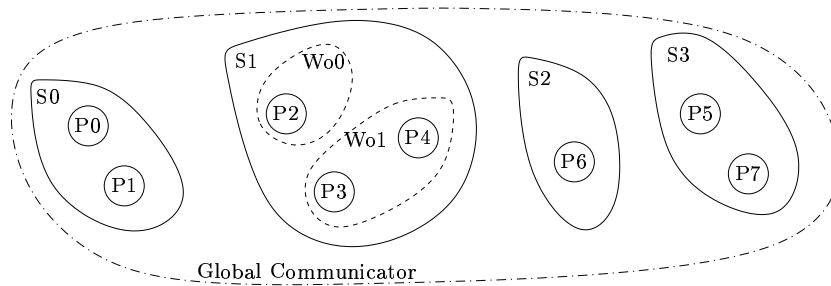 S0
P0
P1
S1
Wo0
P2
Wo1
P4
P3
S2
P6
S3
P5
P7
Global Communicator